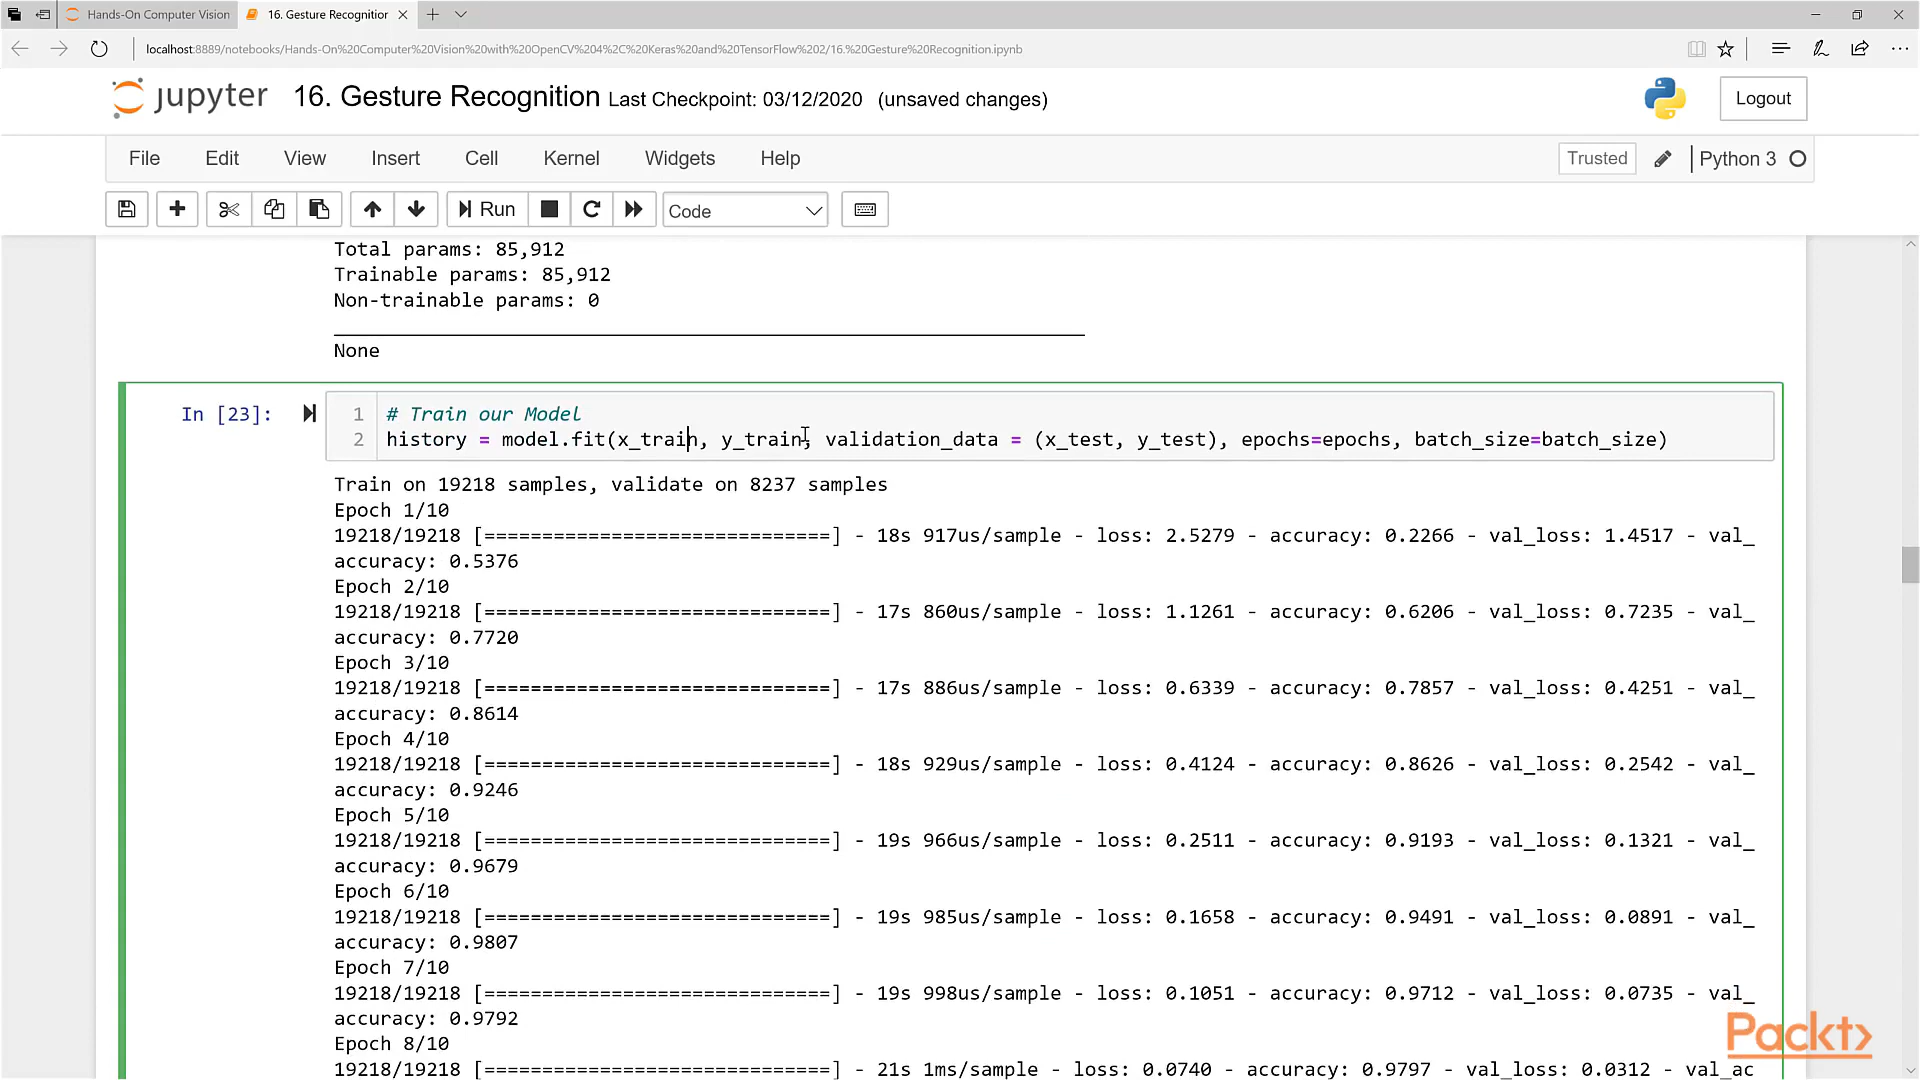 Hands-On Computer Vision
16. Gesture Recognitior
localhost:8889/notebooks/Hands-On%20Computer%20Vision%20with%20OpenCV%204%2C%20Keras%20and%20TensorFlow%202/16.%20Gesture%20Recognition.ipynb
jupyter 16. Gesture Recognition Last Checkpoint: 03/12/2020 (unsaved changes)
Logout
File Edit View Insert Cell Kernel Widgets Help
Trusted Python 3
Run Code
Total params: 85,912
Trainable params: 85,912
Non-trainable params: 0
None
In [23]:
1 # Train our Model
2 history = model.fit(x_train, y_train, validation_data = (x_test, y_test), epochs=epochs, batch_size=batch_size)
Train on 19218 samples, validate on 8237 samples
Epoch 1/10
19218/19218 [==============================] - 18s 917us/sample - loss: 2.5279 - accuracy: 0.2266 - val_loss: 1.4517 - val_
accuracy: 0.5376
Epoch 2/10
19218/19218 [==============================] - 17s 860us/sample - loss: 1.1261 - accuracy: 0.6206 - val_loss: 0.7235 - val_
accuracy: 0.7720
Epoch 3/10
19218/19218 [==============================] - 17s 886us/sample - loss: 0.6339 - accuracy: 0.7857 - val_loss: 0.4251 - val_
accuracy: 0.8614
Epoch 4/10
19218/19218 [==============================] - 18s 929us/sample - loss: 0.4124 - accuracy: 0.8626 - val_loss: 0.2542 - val_
accuracy: 0.9246
Epoch 5/10
19218/19218 [==============================] - 19s 966us/sample - loss: 0.2511 - accuracy: 0.9193 - val_loss: 0.1321 - val_
accuracy: 0.9679
Epoch 6/10
19218/19218 [==============================] - 19s 985us/sample - loss: 0.1658 - accuracy: 0.9491 - val_loss: 0.0891 - val_
accuracy: 0.9807
Epoch 7/10
19218/19218 [==============================] - 19s 998us/sample - loss: 0.1051 - accuracy: 0.9712 - val_loss: 0.0735 - val_
accuracy: 0.9792
Epoch 8/10
19218/19218 [==============================] - 21s 1ms/sample - loss: 0.0740 - accuracy: 0.9797 - val_loss: 0.0312 - val_ac
Packt>